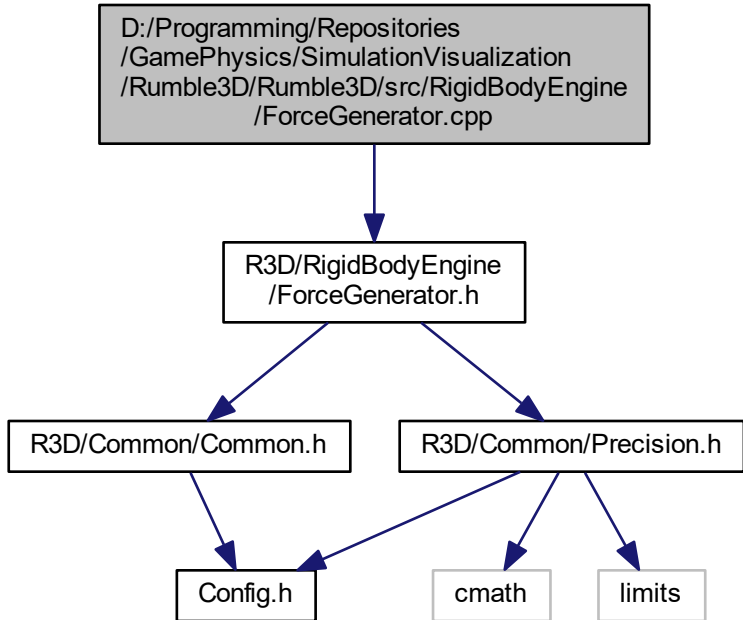 D:/Programming/Repositories
/GamePhysics/SimulationVisualization
/Rumble3D/Rumble3D/src/RigidBodyEngine
/ForceGenerator.cpp
R3D/RigidBodyEngine
/ForceGenerator.h
R3D/Common/Common.h
R3D/Common/Precision.h
Config.h
cmath
limits